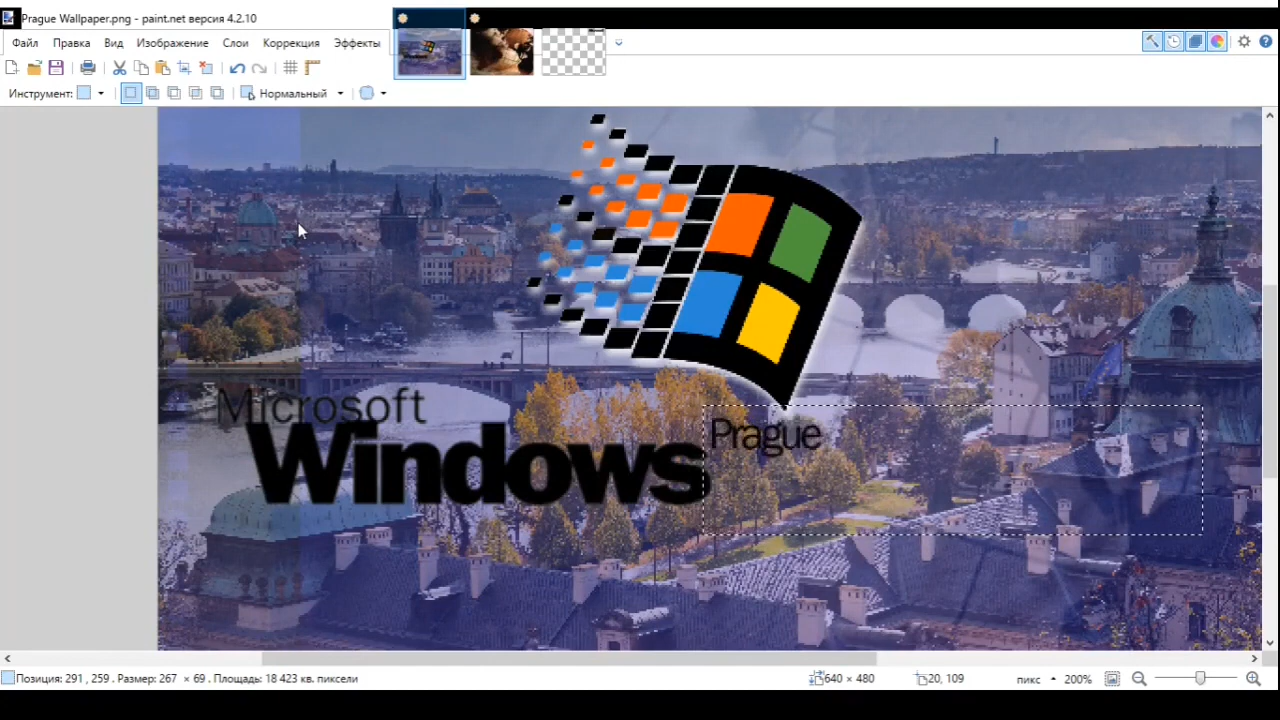 Prague Wallpaper.png - paint.net версия 4.2.10
Файл Правка Вид Изображение Слои Коррекция Эффекты
Инструмент: Нормальный
Microsoft
Windows Prague
Позиция: 291 , 259 . Размер: 267 × 69 . Площадь: 18 423 кв. пиксели 640 × 480 20, 109 пикс 200%